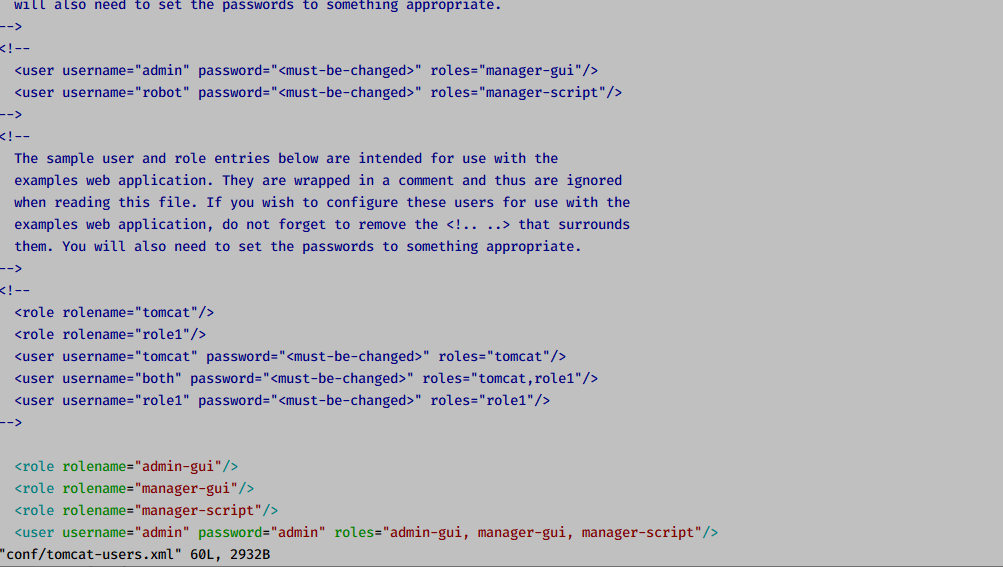 will also need to set the passwords to something appropriate.
-->
<!--
  <user username="admin" password="<must-be-changed>" roles="manager-gui"/>
  <user username="robot" password="<must-be-changed>" roles="manager-script"/>
-->
<!--
  The sample user and role entries below are intended for use with the
  examples web application. They are wrapped in a comment and thus are ignored
  when reading this file. If you wish to configure these users for use with the
  examples web application, do not forget to remove the <!.. ..> that surrounds
  them. You will also need to set the passwords to something appropriate.
-->
<!--
  <role rolename="tomcat"/>
  <role rolename="role1"/>
  <user username="tomcat" password="<must-be-changed>" roles="tomcat"/>
  <user username="both" password="<must-be-changed>" roles="tomcat,role1"/>
  <user username="role1" password="<must-be-changed>" roles="role1"/>
-->
  <role rolename="admin-gui"/>
  <role rolename="manager-gui"/>
  <role rolename="manager-script"/>
  <user username="admin" password="admin" roles="admin-gui, manager-gui, manager-script"/>
"conf/tomcat-users.xml" 60L, 2932B